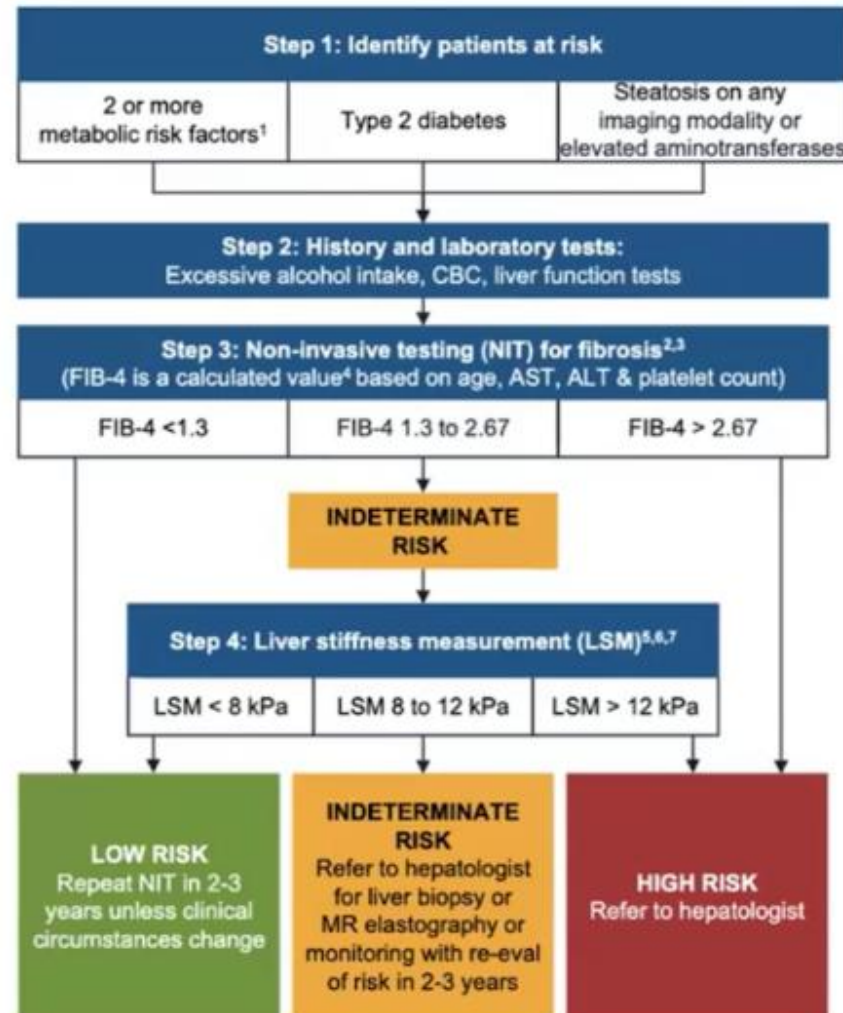 Step 1: Identify patients at risk
2 or more
metabolic risk factors¹
Type 2 diabetes
Steatosis on any
imaging modality or
elevated aminotransferases
Step 2: History and laboratory tests:
Excessive alcohol intake, CBC, liver function tests
Step 3: Non-invasive testing (NIT) for fibrosis²,³
(FIB-4 is a calculated value⁴ based on age, AST, ALT & platelet count)
FIB-4 <1.3
FIB-4 1.3 to 2.67
FIB-4 > 2.67
INDETERMINATE
RISK
Step 4: Liver stiffness measurement (LSM)⁵,⁶,⁷
LSM < 8 kPa
LSM 8 to 12 kPa
LSM > 12 kPa
LOW RISK
Repeat NIT in 2-3
years unless clinical
circumstances change
INDETERMINATE
RISK
Refer to hepatologist
for liver biopsy or
MR elastography or
monitoring with re-eval
of risk in 2-3 years
HIGH RISK
Refer to hepatologist